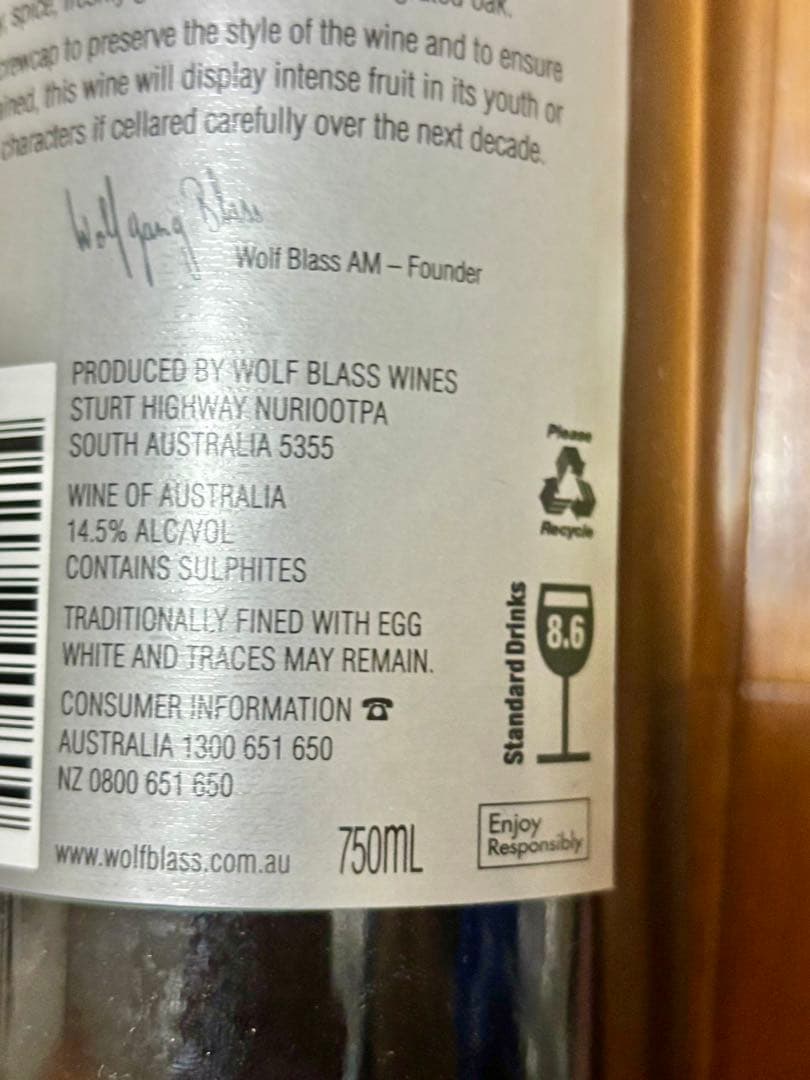 spice,
oak.
to preserve the style of the wine and to ensure
this wine will display intense fruit in its youth or
characters if cellared carefully over the next decade.
Wolfgang Blass
Wolf Blass AM – Founder
PRODUCED BY WOLF BLASS WINES
STURT HIGHWAY NURIOOTPA
SOUTH AUSTRALIA 5355
WINE OF AUSTRALIA
14.5% ALC/VOL
CONTAINS SULPHITES
TRADITIONALLY FINED WITH EGG
WHITE AND TRACES MAY REMAIN.
CONSUMER INFORMATION ☎
AUSTRALIA 1300 651 650
NZ 0800 651 650
www.wolfblass.com.au
750ML
Please
Recycle
Standard Drinks
8.6
Enjoy
Responsibly